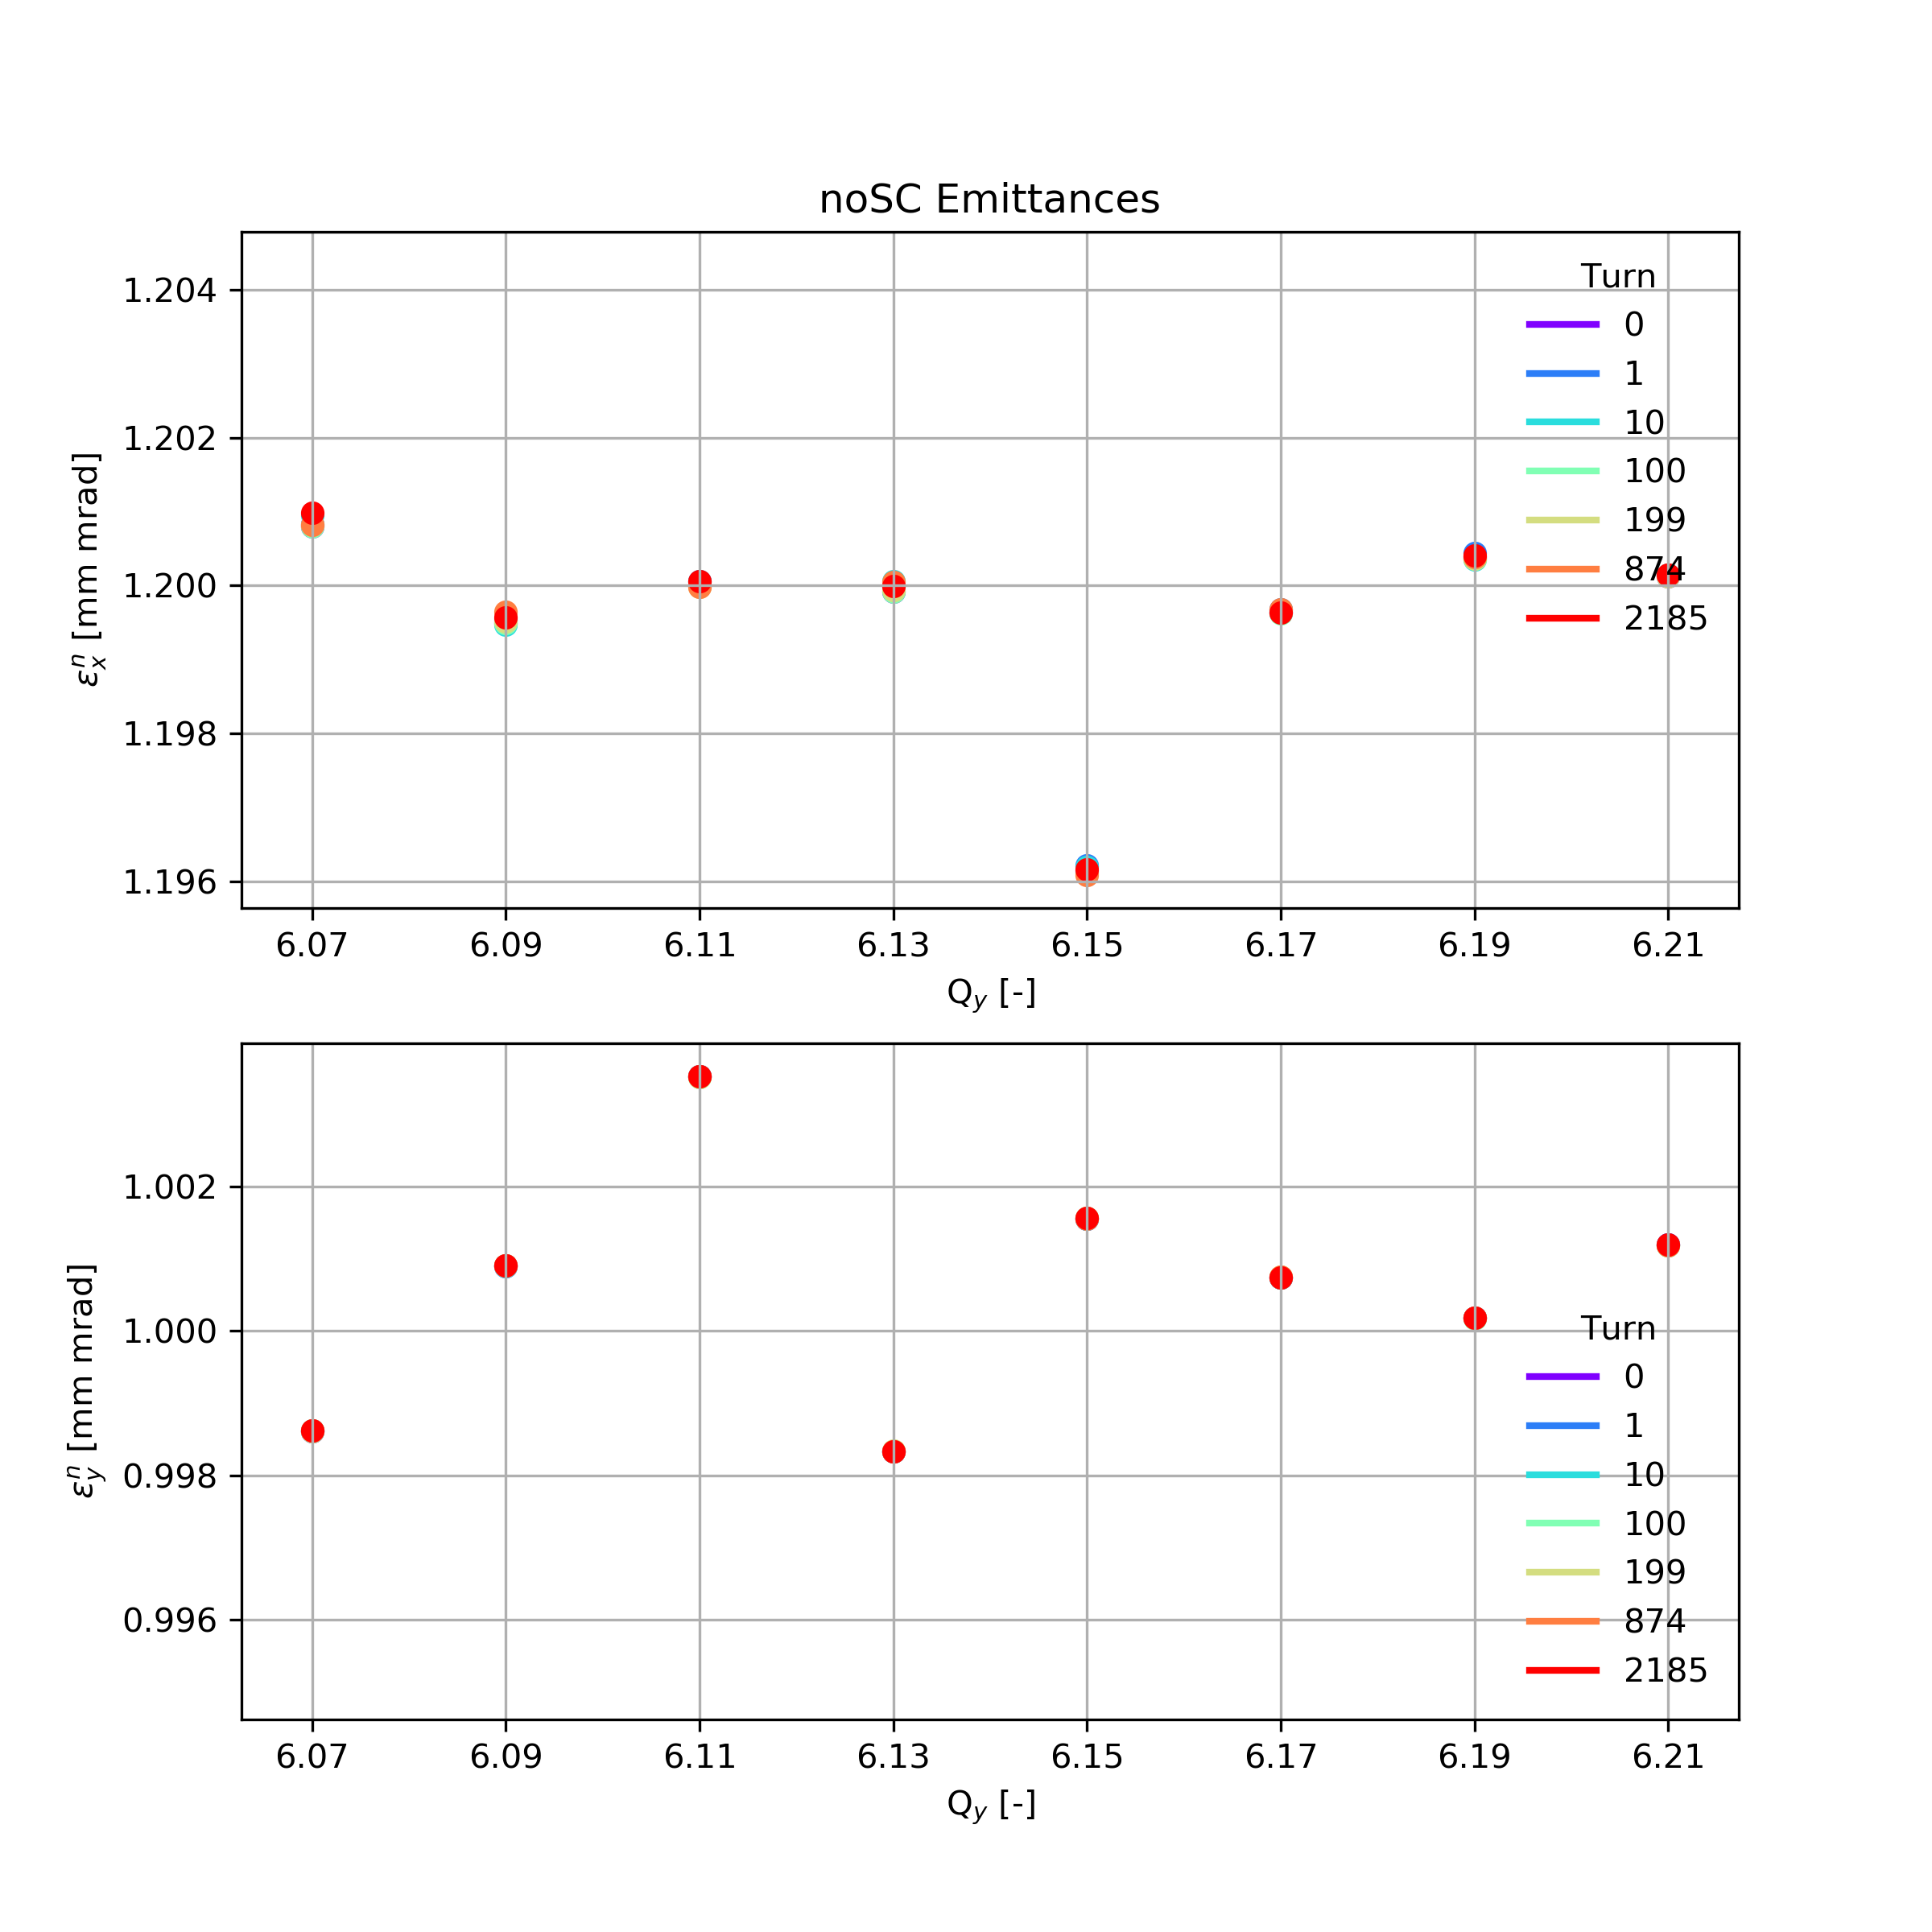 noSC Emittances
1.204
1.202
1.200
1.198
1.196
εₓⁿ [mm mrad]
Turn
0
1
10
100
199
874
2185
6.07 6.09 6.11 6.13 6.15 6.17 6.19 6.21
Q_y [-]
1.002
1.000
0.998
0.996
ε_yⁿ [mm mrad]
Turn
0
1
10
100
199
874
2185
6.07 6.09 6.11 6.13 6.15 6.17 6.19 6.21
Q_y [-]